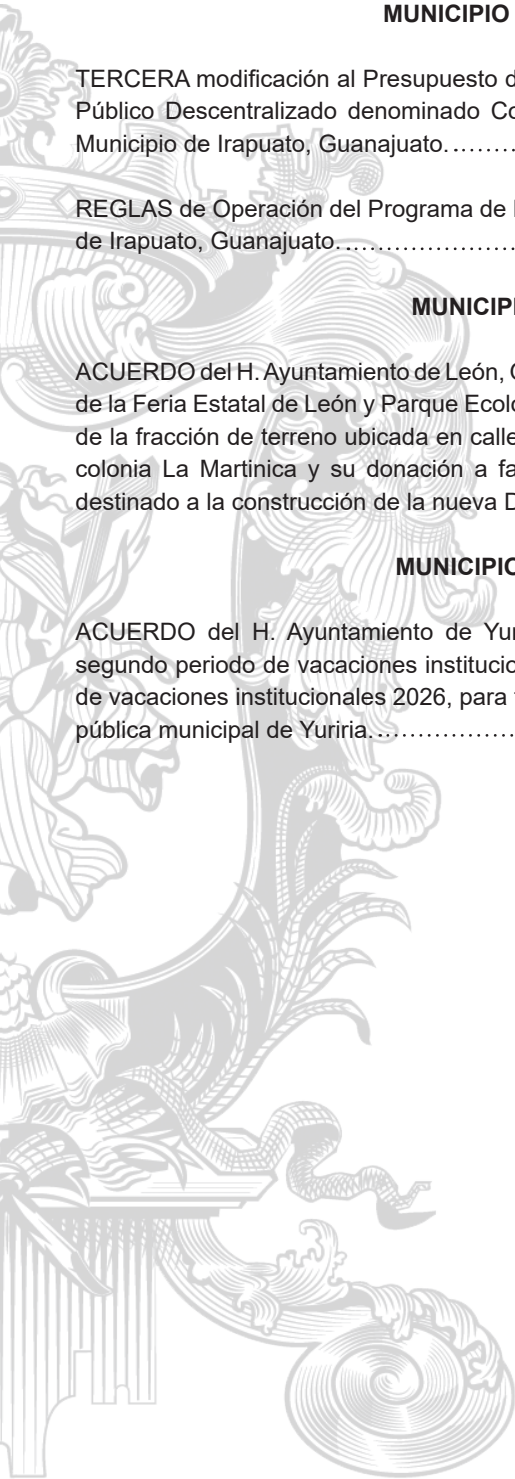 MUNICIPIO
TERCERA modificación al Presupuesto d
Público Descentralizado denominado Co
Municipio de Irapuato, Guanajuato.........
REGLAS de Operación del Programa de
de Irapuato, Guanajuato......................
MUNICIPI
ACUERDO del H. Ayuntamiento de León, G
de la Feria Estatal de León y Parque Ecoló
de la fracción de terreno ubicada en calle
colonia La Martinica y su donación a fa
destinado a la construcción de la nueva D
MUNICIPIO
ACUERDO del H. Ayuntamiento de Yur
segundo periodo de vacaciones institucio
de vacaciones institucionales 2026, para
pública municipal de Yuriria..................